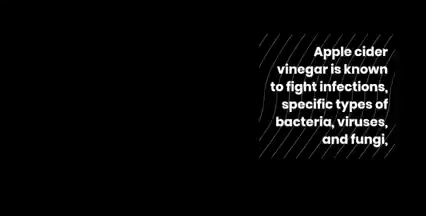 Apple cider
vinegar is known
to fight infections,
specific types of
bacteria, viruses,
and fungi,